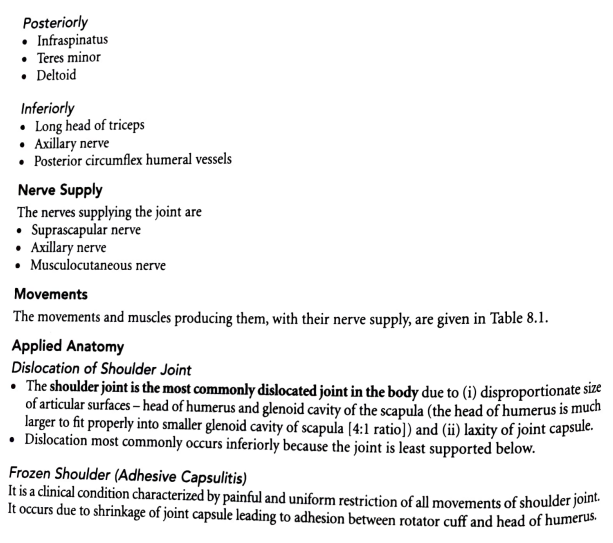 Posteriorly
• Infraspinatus
• Teres minor
• Deltoid
Inferiorly
• Long head of triceps
• Axillary nerve
• Posterior circumflex humeral vessels
Nerve Supply
The nerves supplying the joint are
• Suprascapular nerve
• Axillary nerve
• Musculocutaneous nerve
Movements
The movements and muscles producing them, with their nerve supply, are given in Table 8.1.
Applied Anatomy
Dislocation of Shoulder Joint
• The shoulder joint is the most commonly dislocated joint in the body due to (i) disproportionate size
of articular surfaces – head of humerus and glenoid cavity of the scapula (the head of humerus is much
larger to fit properly into smaller glenoid cavity of scapula [4:1 ratio]) and (ii) laxity of joint capsule.
• Dislocation most commonly occurs inferiorly because the joint is least supported below.
Frozen Shoulder (Adhesive Capsulitis)
It is a clinical condition characterized by painful and uniform restriction of all movements of shoulder joint.
It occurs due to shrinkage of joint capsule leading to adhesion between rotator cuff and head of humerus.